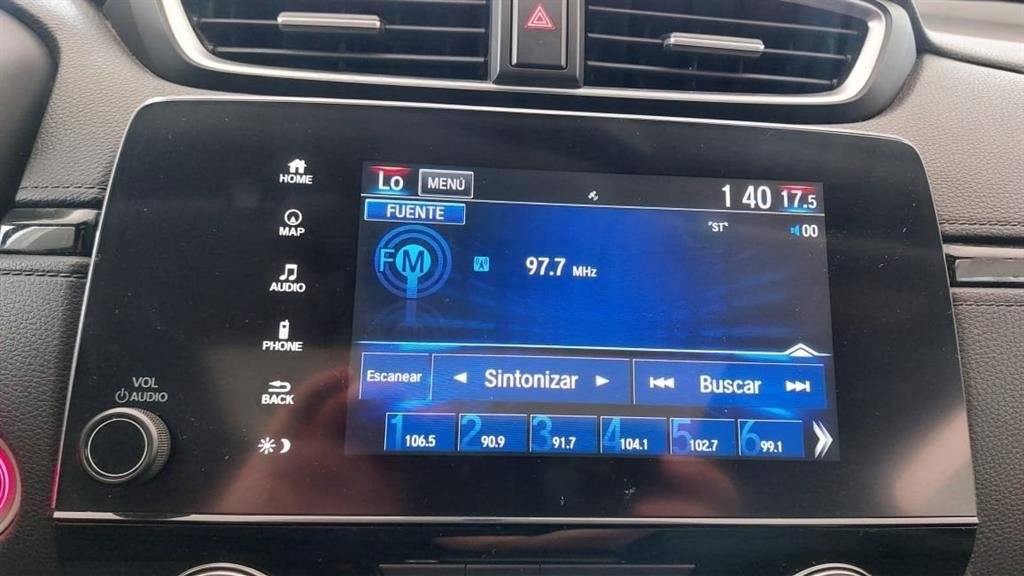 HOME
MAP
AUDIO
PHONE
BACK
VOL
AUDIO
Lo MENÚ 1 40 17.5
FUENTE "ST" 00
FM 97.7 MHz
Escanear Sintonizar Buscar
1 106.5 2 90.9 3 91.7 4 104.1 5 102.7 6 99.1